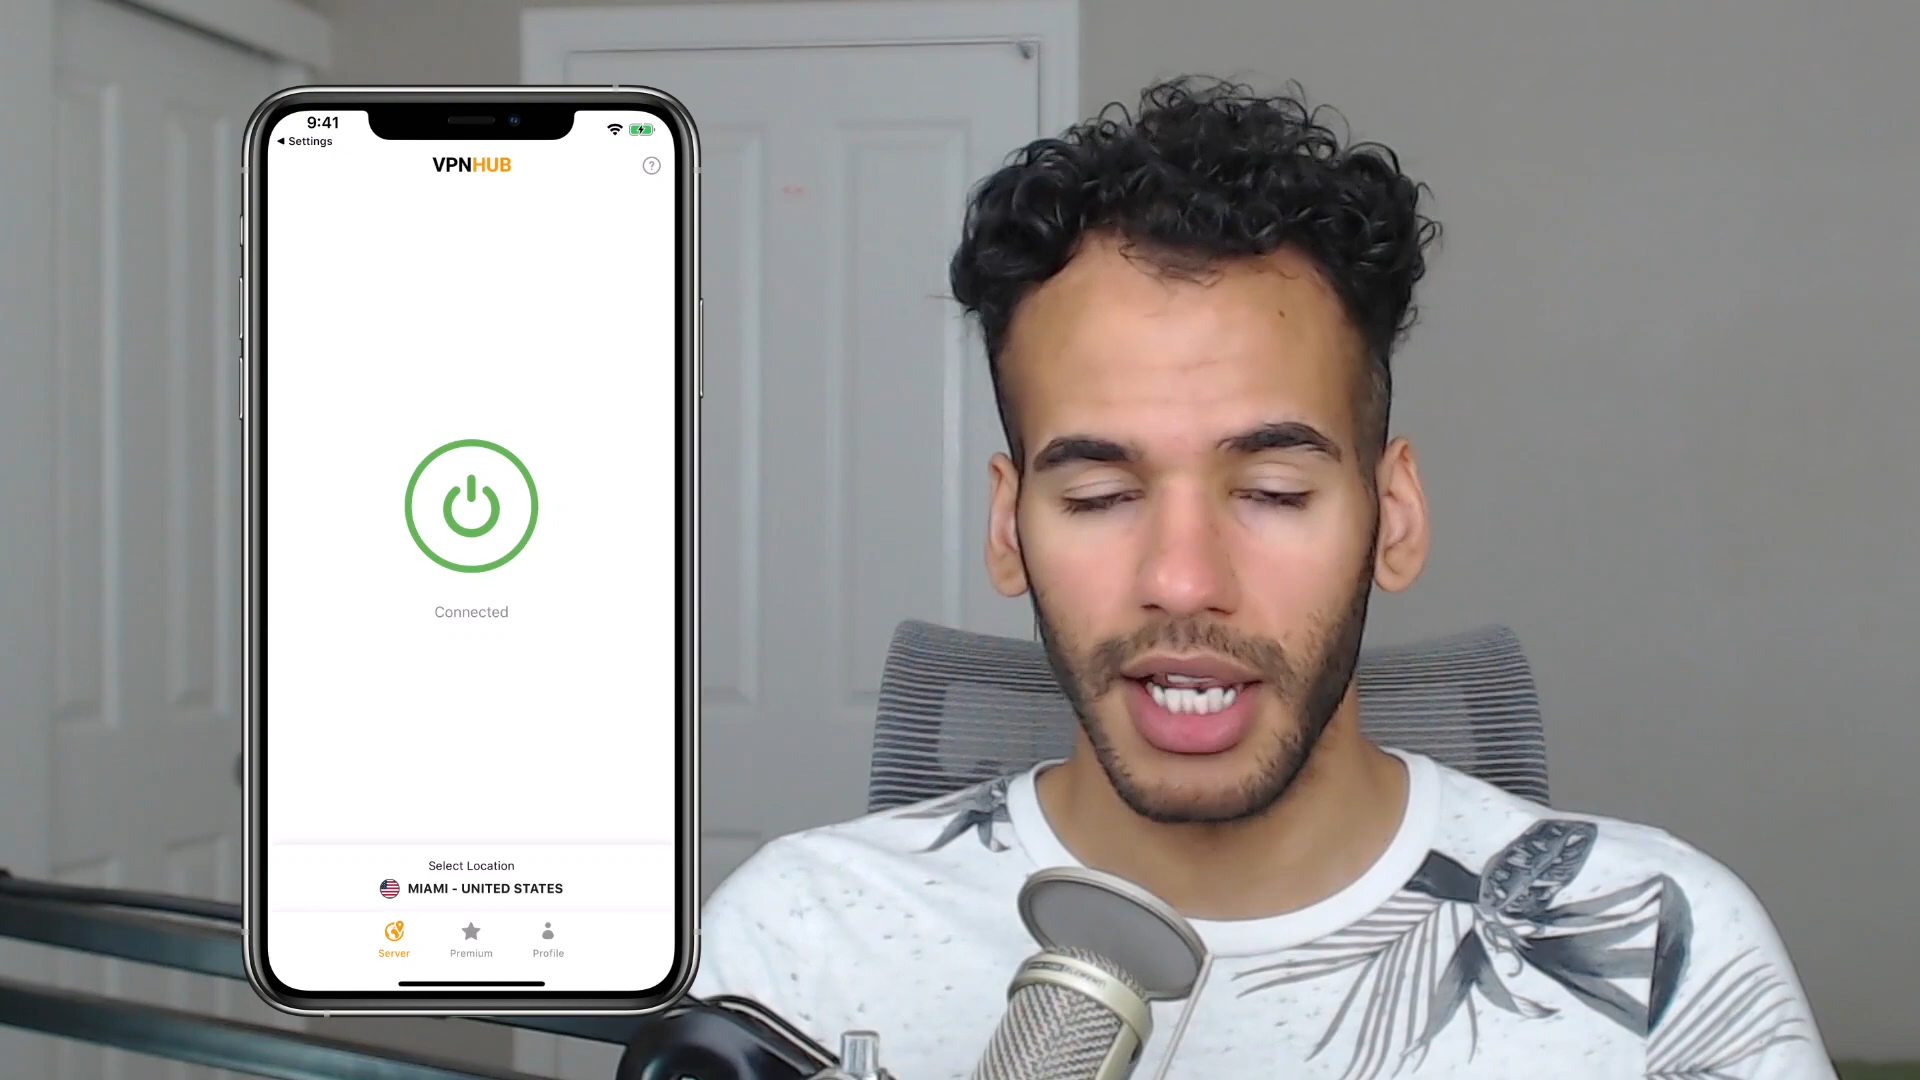 9:41
Settings
VPNHUB
?
Connected
Select Location
MIAMI - UNITED STATES
Server
Premium
Profile